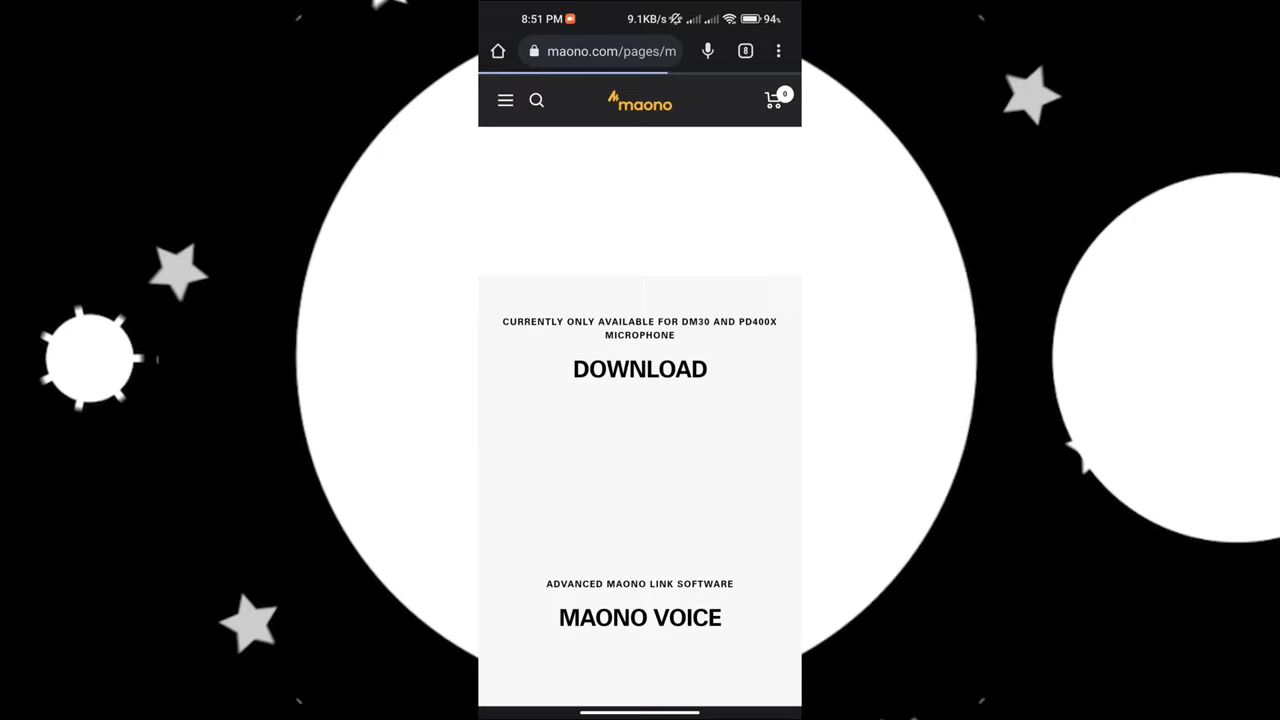 8:51 PM 9.1KB/s 94%
maono.com/pages/m 8
maono 0
CURRENTLY ONLY AVAILABLE FOR DM30 AND PD400X
MICROPHONE
DOWNLOAD
ADVANCED MAONO LINK SOFTWARE
MAONO VOICE